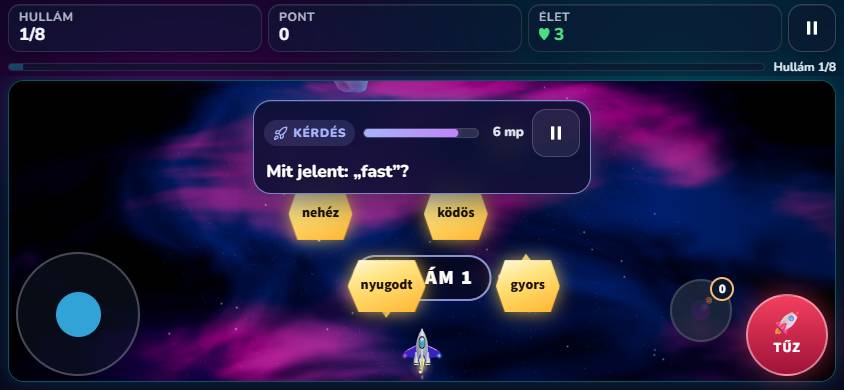 HULLÁM
1/8
PONT
0
ÉLET
3
Hullám 1/8
KÉRDÉS
6 mp
Mit jelent: „fast”?
nehéz
ködös
nyugodt
ÁM 1
gyors
0
TŰZ